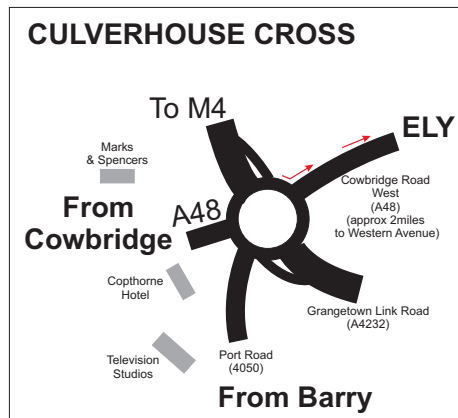 CULVERHOUSE CROSS
To M4
ELY
Marks
& Spencers
Cowbridge Road
West
(A48)
(approx 2miles
to Western Avenue)
A48
From
Cowbridge
Copthorne
Hotel
Grangetown Link Road
(A4232)
Television
Studios
Port Road
(4050)
From Barry